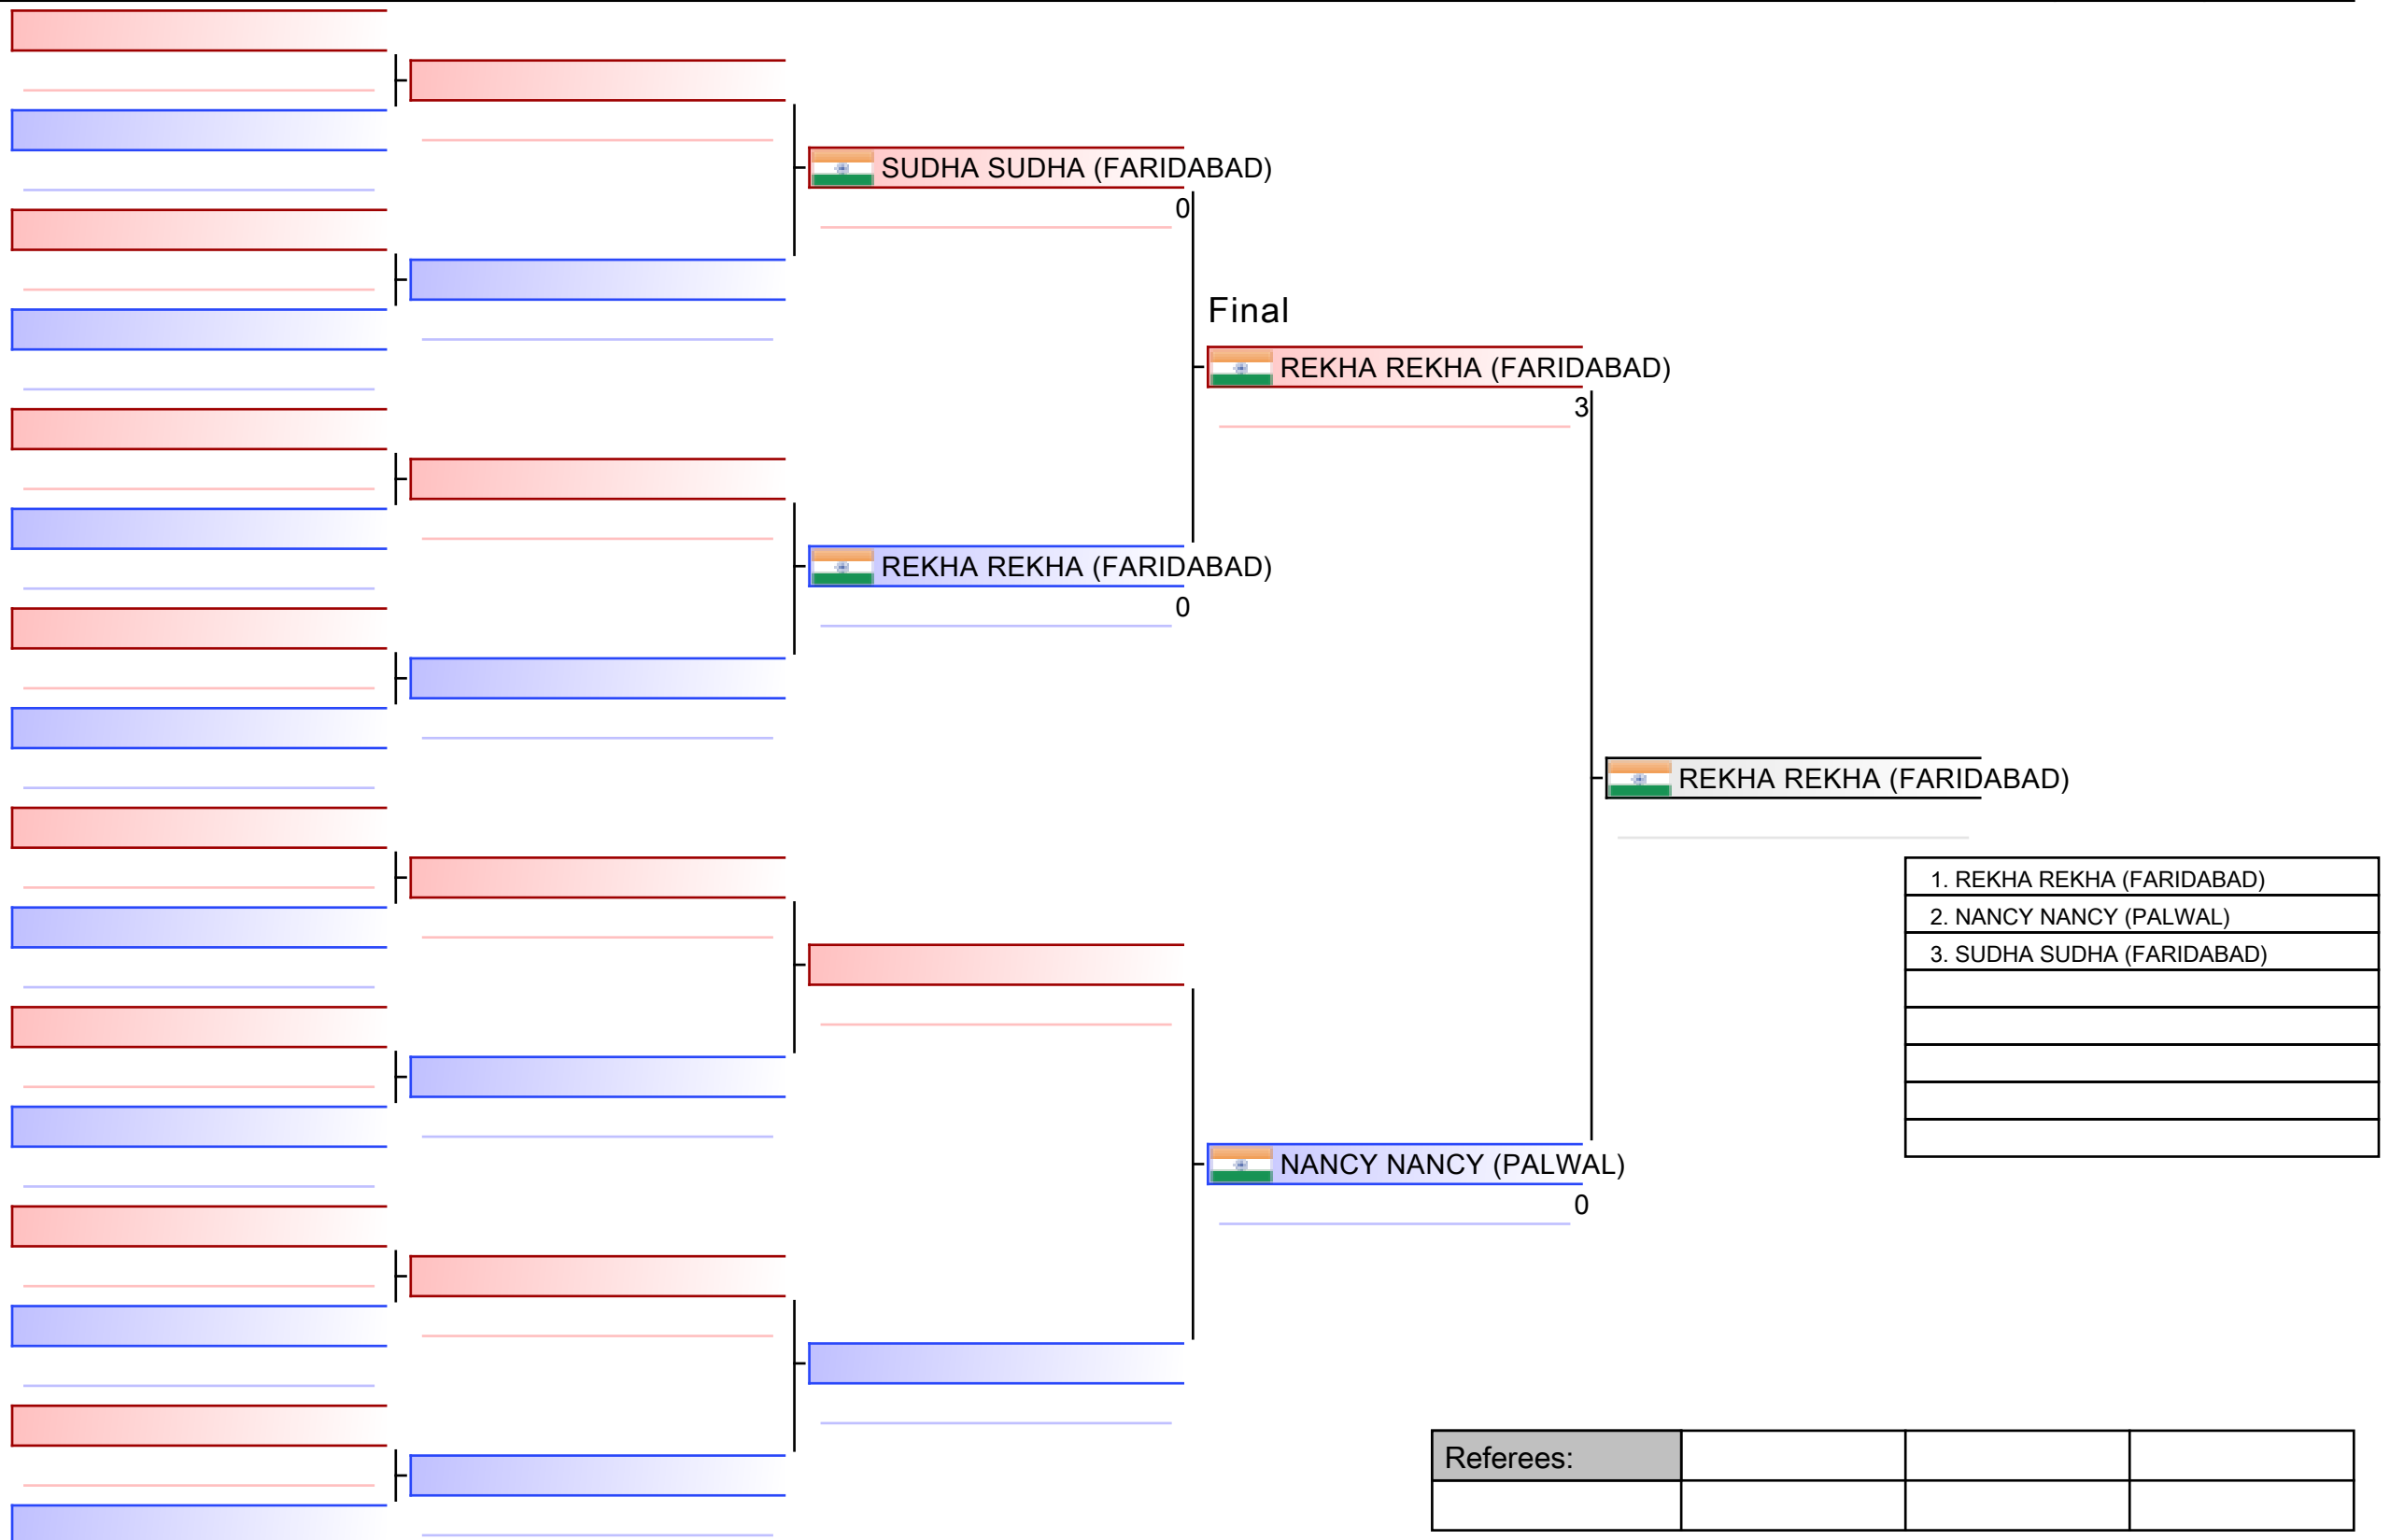 SUDHA SUDHA (FARIDABAD)
0
Final
REKHA REKHA (FARIDABAD)
3
REKHA REKHA (FARIDABAD)
0
REKHA REKHA (FARIDABAD)
1. REKHA REKHA (FARIDABAD)
2. NANCY NANCY (PALWAL)
3. SUDHA SUDHA (FARIDABAD)
NANCY NANCY (PALWAL)
0
Referees: